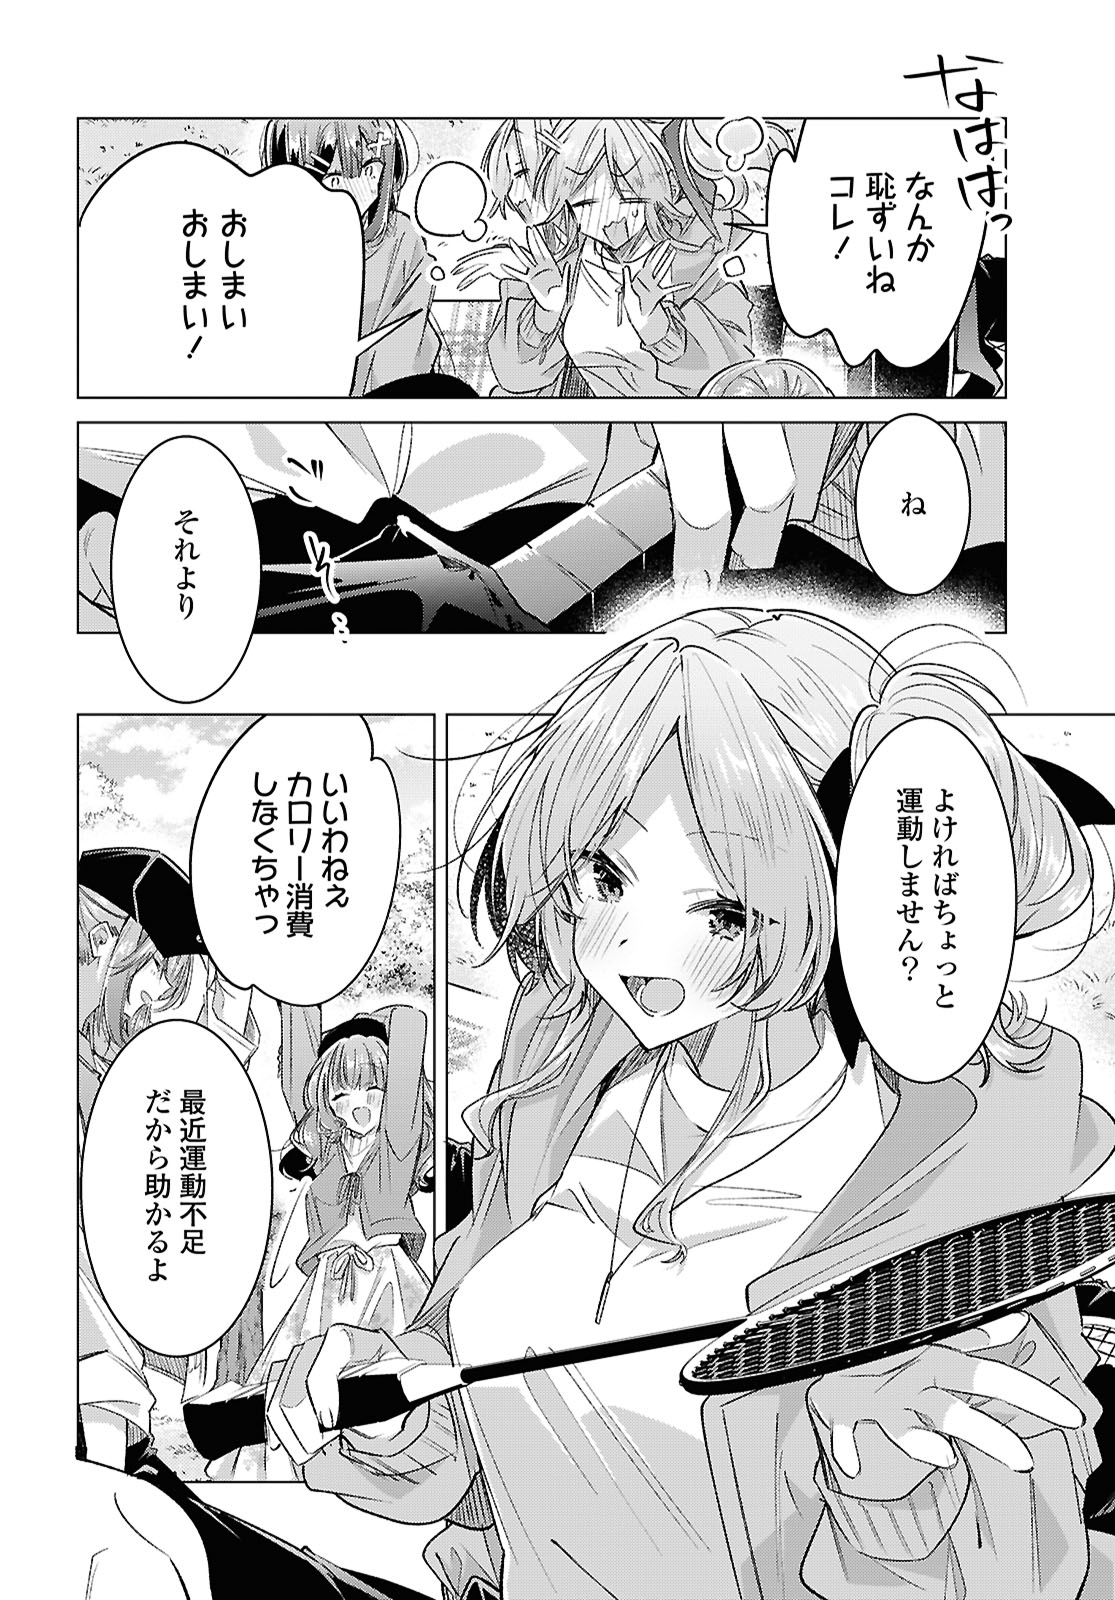 なはは
なんか
恥ずいね
コレ!
おしまい
おしまい!
ね
そっ…
それより
よければちょっと
運動しません?
いいわねぇ
カロリー消費
しなくちゃっ
最近運動不足
だから助かるよ